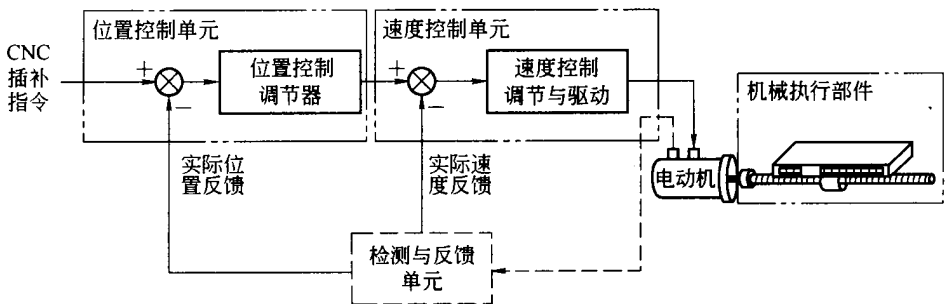 位置控制单元
速度控制单元
CNC
插补
指令
+
−
位置控制
调节器
+
−
速度控制
调节与驱动
机械执行部件
实际位
置反馈
实际速
度反馈
电动机
检测与反馈
单元